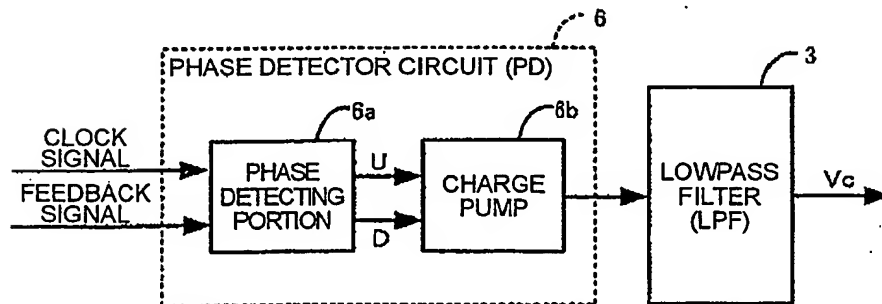 6
PHASE DETECTOR CIRCUIT (PD)
3
6a
6b
CLOCK
SIGNAL
FEEDBACK
SIGNAL
PHASE
DETECTING
PORTION
U
D
CHARGE
PUMP
LOWPASS
FILTER
(LPF)
Vc